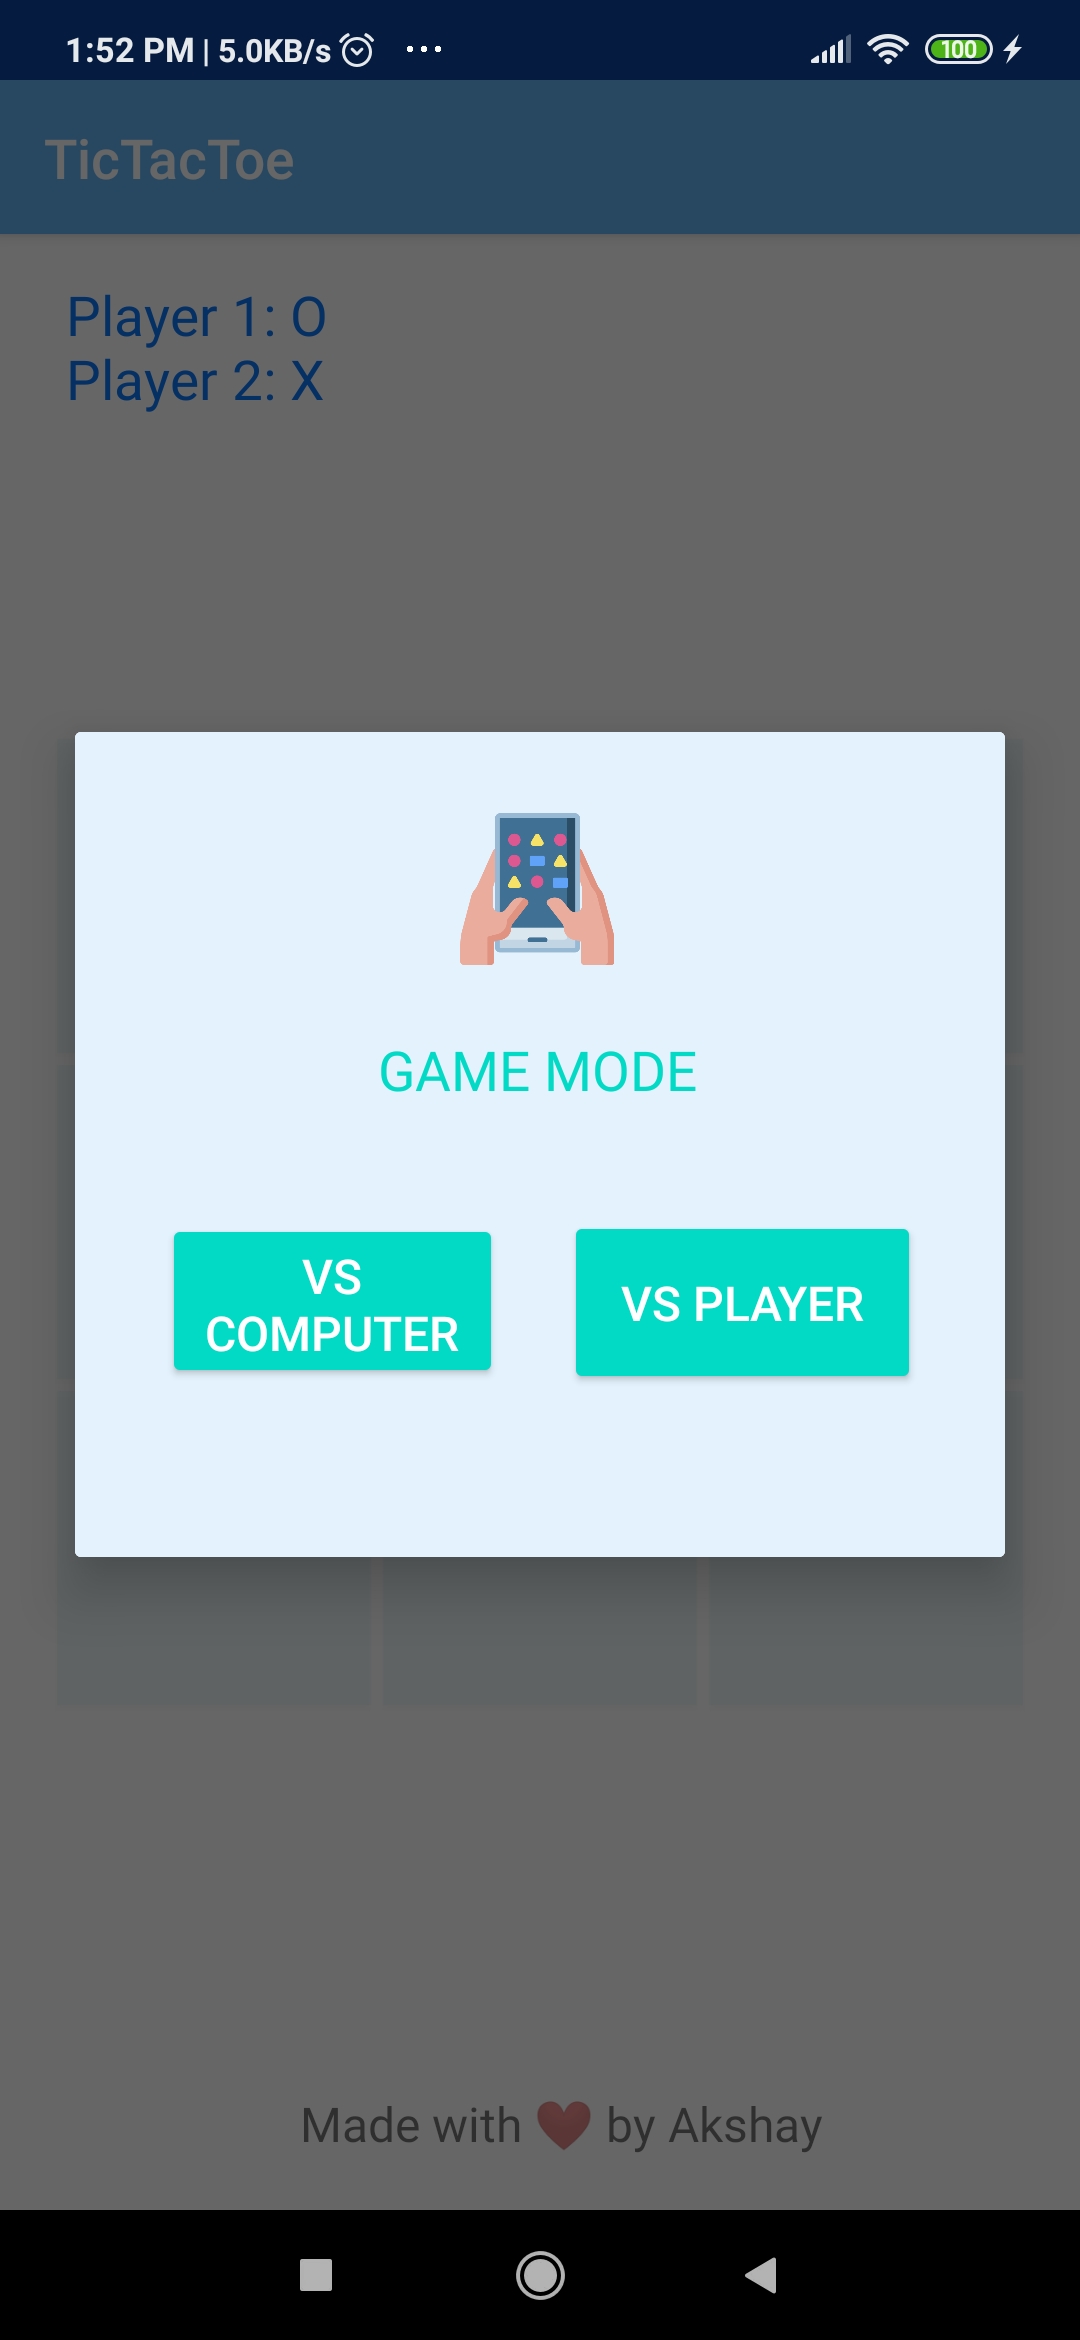 1:52 PM | 5.0KB/s
100
TicTacToe
Player 1: O
Player 2: X
GAME MODE
VS
COMPUTER
VS PLAYER
Made with ❤ by Akshay